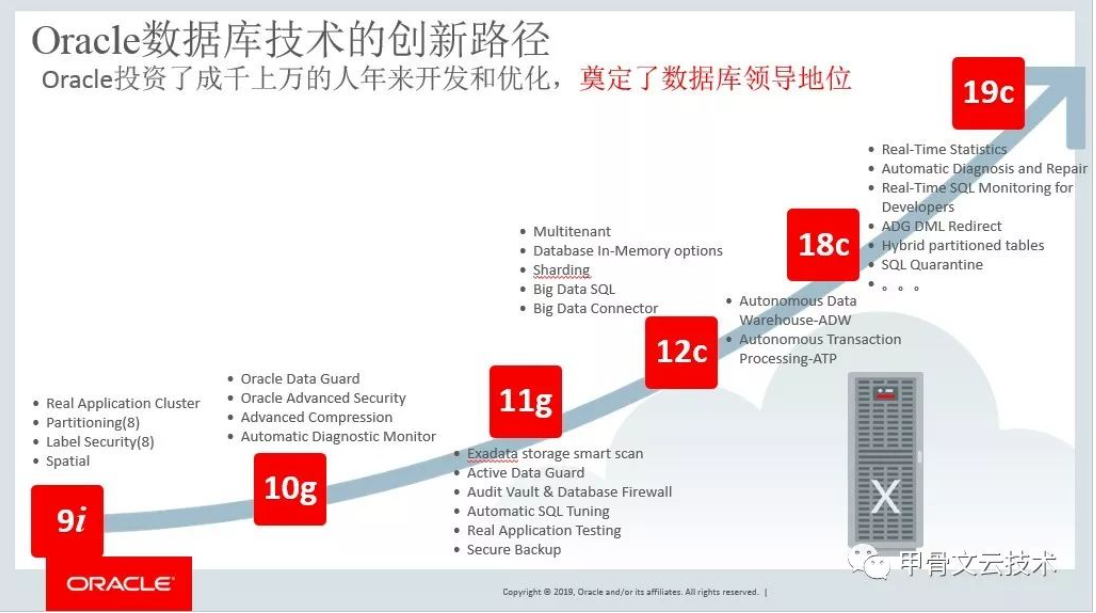 Oracle数据库技术的创新路径
Oracle投资了成千上万的人年来开发和优化，奠定了数据库领导地位
19c
• Real-Time Statistics
• Automatic Diagnosis and Repair
• Real-Time SQL Monitoring for
Developers
• ADG DML Redirect
• Hybrid partitioned tables
• SQL Quarantine
• 。。。
18c
• Autonomous Data
Warehouse-ADW
• Autonomous Transaction
Processing-ATP
• Multitenant
• Database In-Memory options
• Sharding
• Big Data SQL
• Big Data Connector
12c
11g
• Exadata storage smart scan
• Active Data Guard
• Audit Vault & Database Firewall
• Automatic SQL Tuning
• Real Application Testing
• Secure Backup
• Oracle Data Guard
• Oracle Advanced Security
• Advanced Compression
• Automatic Diagnostic Monitor
10g
• Real Application Cluster
• Partitioning(8)
• Label Security(8)
• Spatial
9i
X
ORACLE
甲骨文云技术
Copyright © 2019, Oracle and/or its affiliates. All rights reserved. |